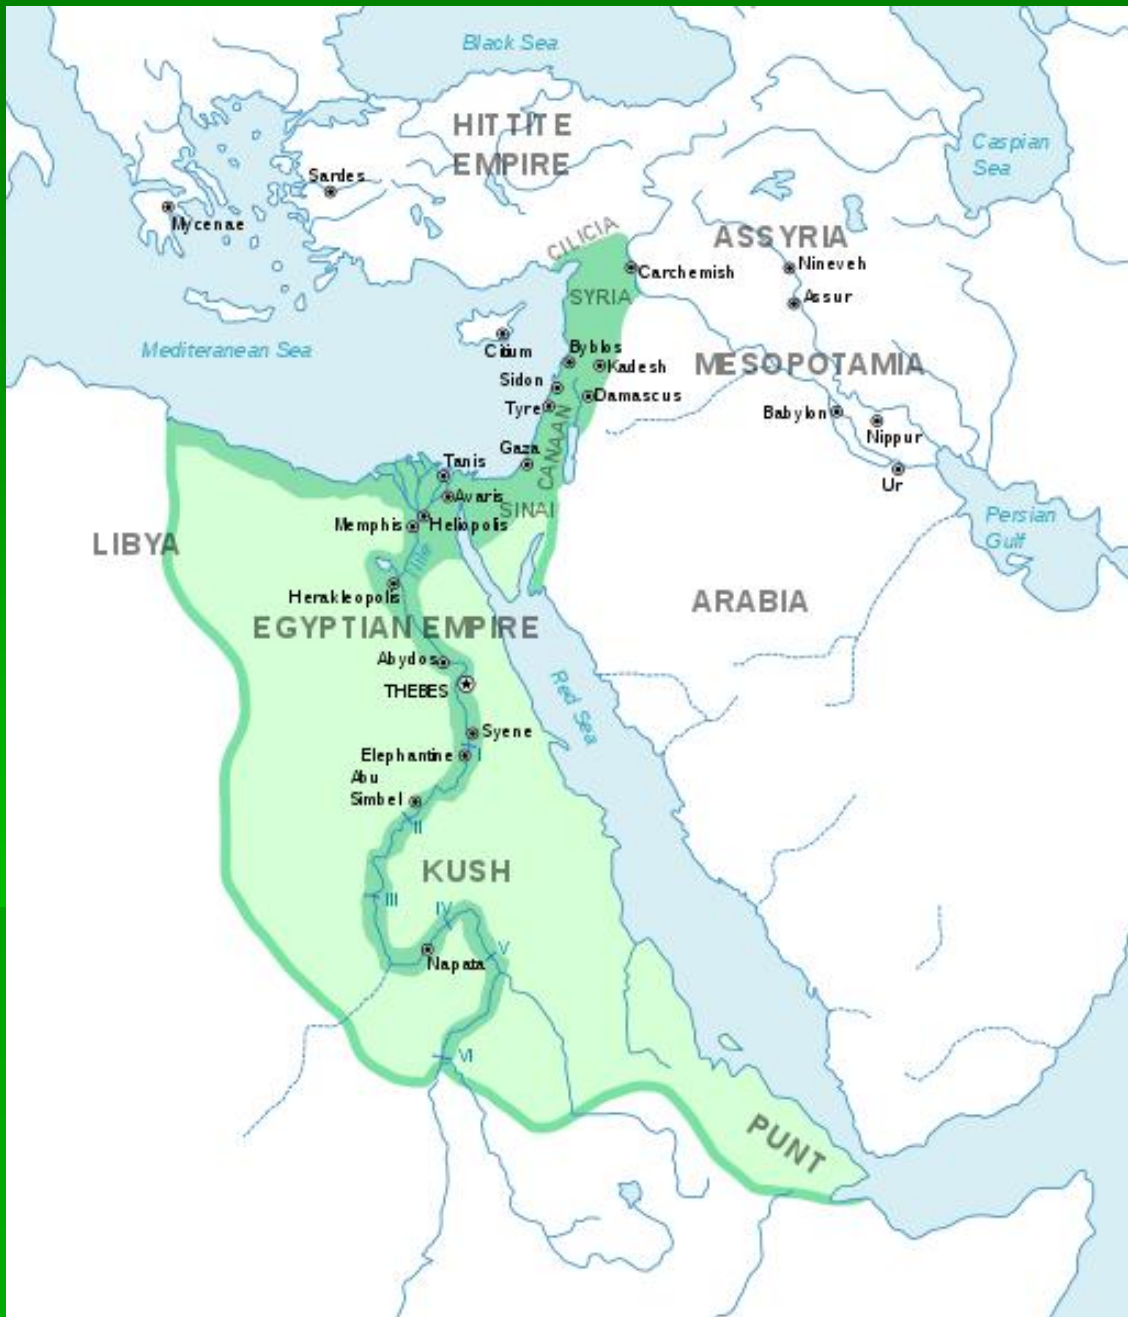 Black Sea
HITTITE
EMPIRE
Caspian
Sea
Sardes
Mycenae
CILICIA
ASSYRIA
Carchemish
Nineveh
SYRIA
Assur
Mediteranean Sea
Citium
Byblos
Kadesh
MESOPOTAMIA
Sidon
Damascus
Tyre
CANAAN
Babylon
Nippur
Gaza
Tanis
Ur
Avaris
SINAI
Persian
Gulf
Memphis
Heliopolis
LIBYA
Nile
Herakleopolis
ARABIA
EGYPTIAN EMPIRE
Abydos
THEBES
Red Sea
Syene
Elephantine
I
Abu
Simbel
II
KUSH
III
IV
V
Napata
VI
PUNT